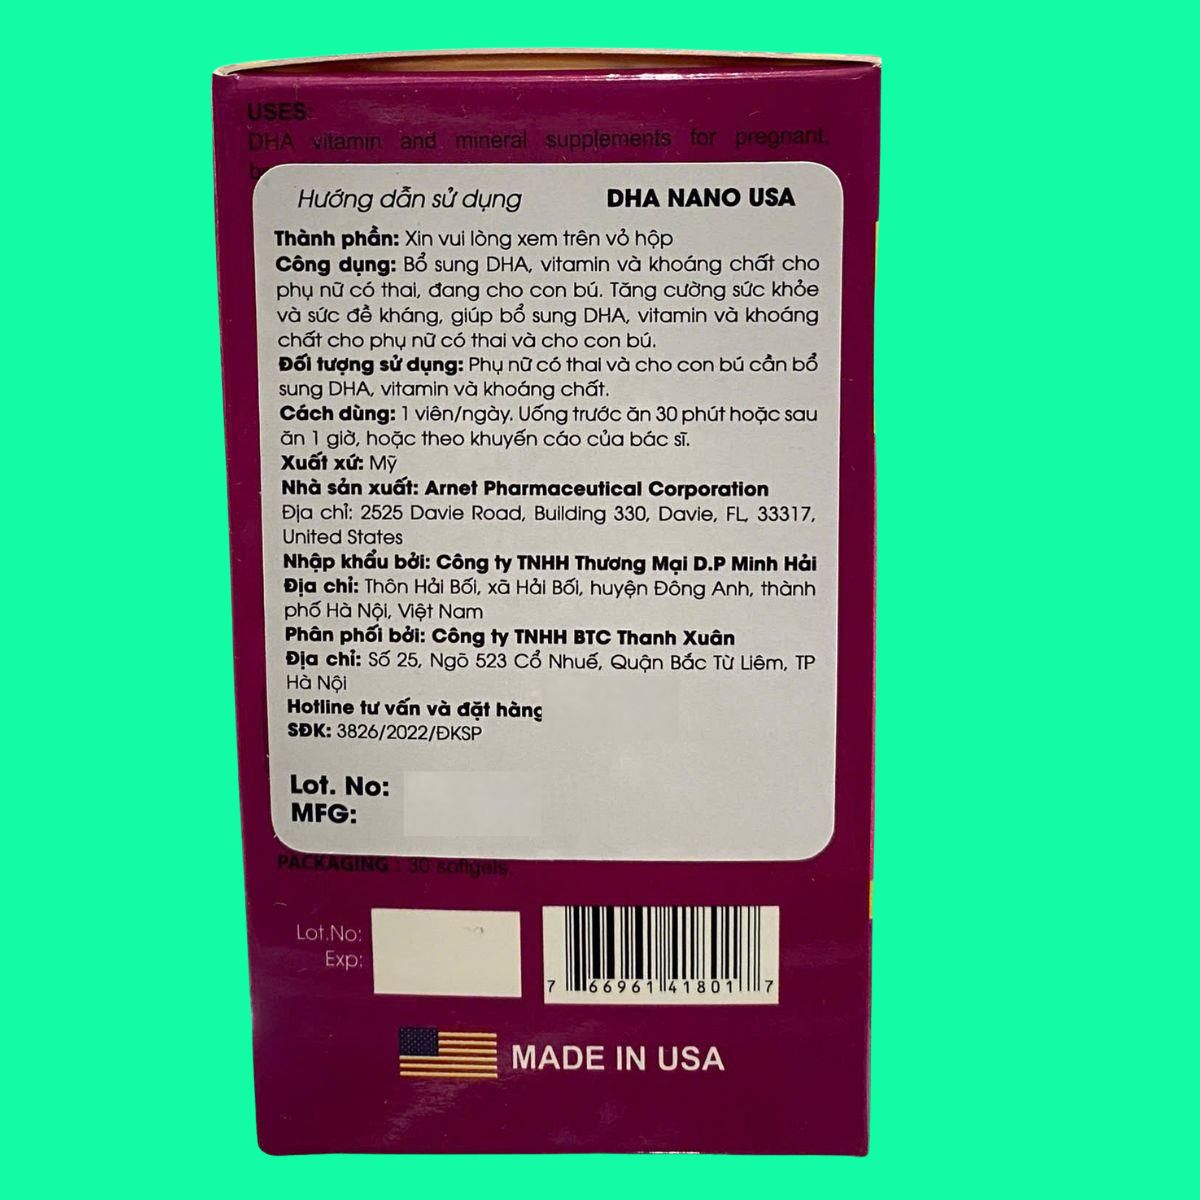 USES:
DHA vitamin and mineral supplements for pregnant,
Hướng dẫn sử dụng DHA NANO USA
Thành phần: Xin vui lòng xem trên vỏ hộp
Công dụng: Bổ sung DHA, vitamin và khoáng chất cho
phụ nữ có thai, đang cho con bú. Tăng cường sức khỏe
và sức đề kháng, giúp bổ sung DHA, vitamin và khoáng
chất cho phụ nữ có thai và cho con bú.
Đối tượng sử dụng: Phụ nữ có thal và cho con bú cần bổ
sung DHA, vitamin và khoáng chất.
Cách dùng: 1 viên/ngày. Uống trước ăn 30 phút hoặc sau
ăn 1 giờ, hoặc theo khuyến cáo của bác sĩ.
Xuất xứ: Mỹ
Nhà sản xuất: Arnet Pharmaceutical Corporation
Địa chỉ: 2525 Davie Road, Building 330, Davie, FL, 33317,
United States
Nhập khẩu bởi: Công ty TNHH Thương Mại D.P Minh Hải
Địa chỉ: Thôn Hải Bối, xã Hải Bối, huyện Đông Anh, thành
phố Hà Nội, Việt Nam
Phân phối bởi: Công ty TNHH BTC Thanh Xuân
Địa chỉ: Số 25, Ngõ 523 Cổ Nhuế, Quận Bắc Từ Liêm, TP
Hà Nội
Hotline tư vấn và đặt hàng
SĐK: 3826/2022/ĐKSP
Lot. No:
MFG:
PACKAGING : 30 softgels
Lot.No:
Exp:
7 66961 41801 7
MADE IN USA